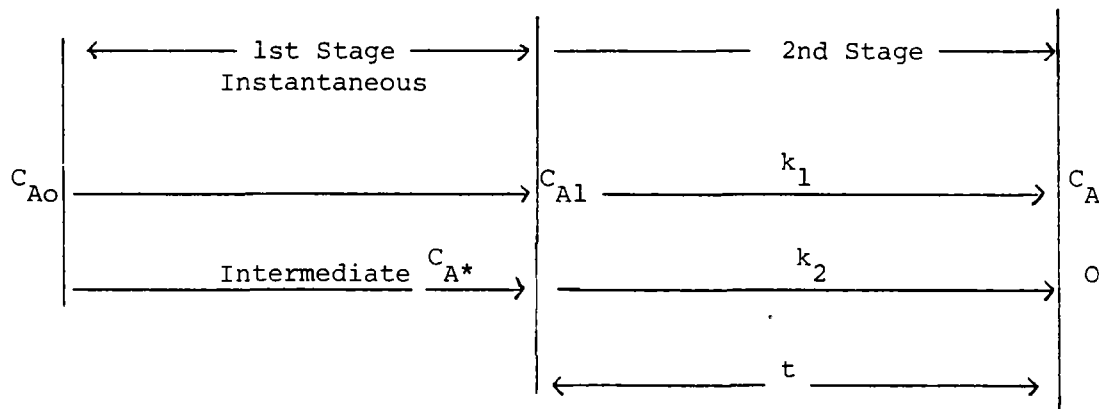 1st Stage
2nd Stage
Instantaneous
C_Ao
C_A1
k_1
C_A
Intermediate C_A*
k_2
O
t